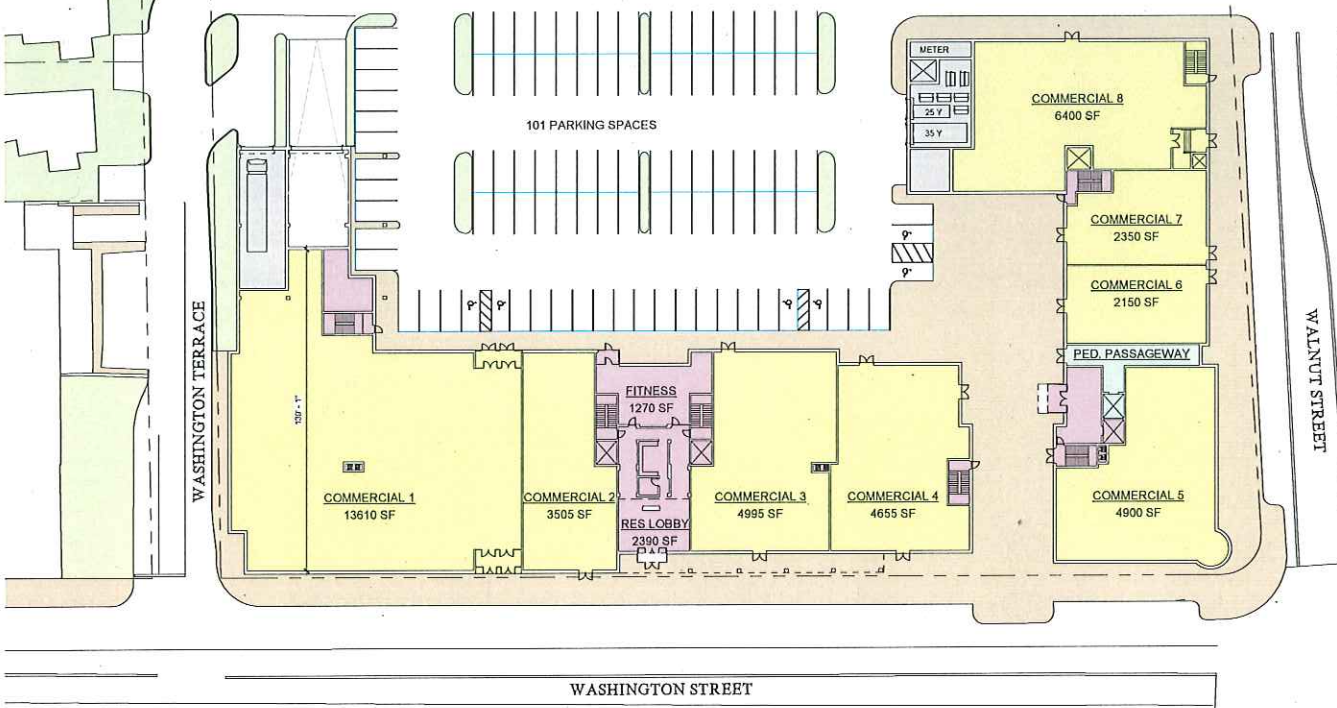 METER
COMMERCIAL 8
6400 SF
25 Y
35 Y
101 PARKING SPACES
COMMERCIAL 7
2350 SF
COMMERCIAL 6
2150 SF
PED. PASSAGEWAY
WASHINGTON TERRACE
WALNUT STREET
130' - 1"
FITNESS
1270 SF
COMMERCIAL 1
13610 SF
COMMERCIAL 2
3505 SF
RES LOBBY
2390 SF
COMMERCIAL 3
4995 SF
COMMERCIAL 4
4655 SF
COMMERCIAL 5
4900 SF
WASHINGTON STREET